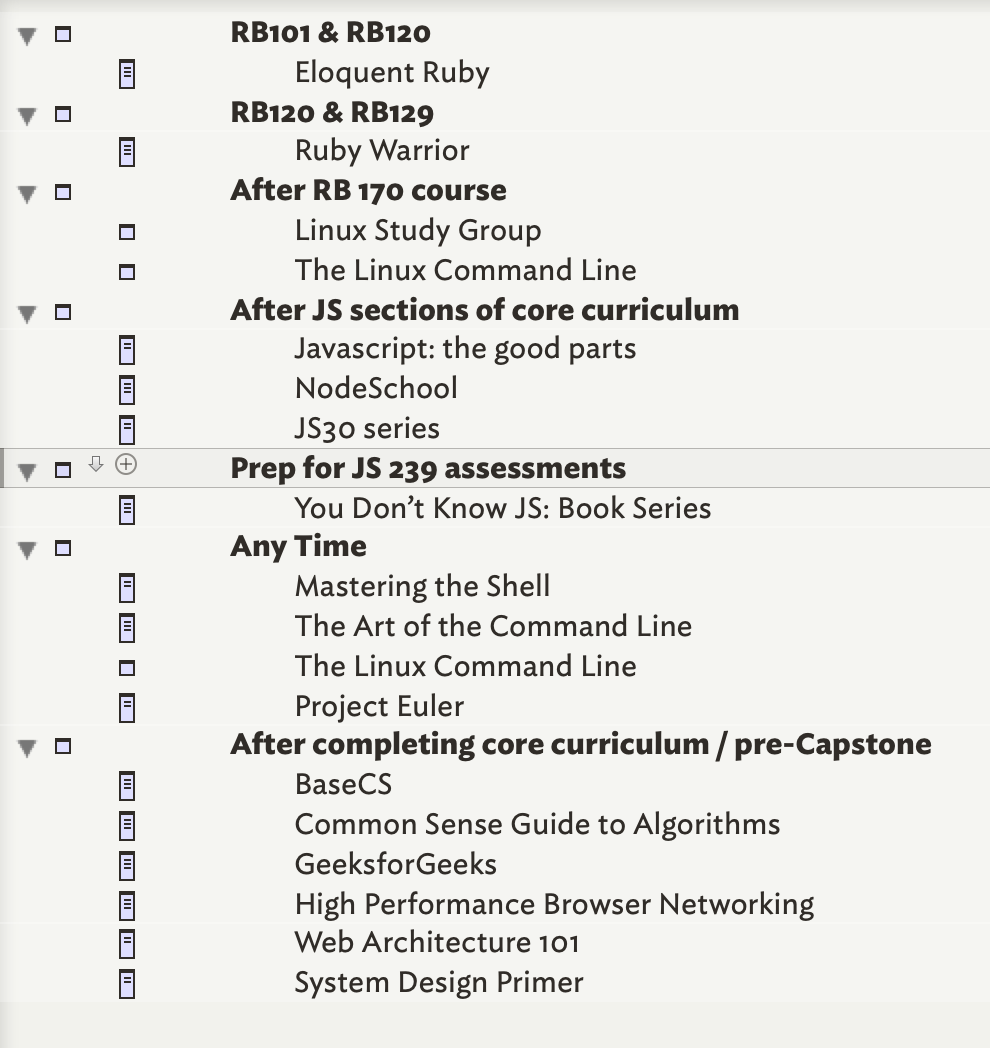 RB101 & RB120
Eloquent Ruby
RB120 & RB129
Ruby Warrior
After RB 170 course
Linux Study Group
The Linux Command Line
After JS sections of core curriculum
Javascript: the good parts
NodeSchool
JS30 series
Prep for JS 239 assessments
You Don’t Know JS: Book Series
Any Time
Mastering the Shell
The Art of the Command Line
The Linux Command Line
Project Euler
After completing core curriculum / pre-Capstone
BaseCS
Common Sense Guide to Algorithms
GeeksforGeeks
High Performance Browser Networking
Web Architecture 101
System Design Primer